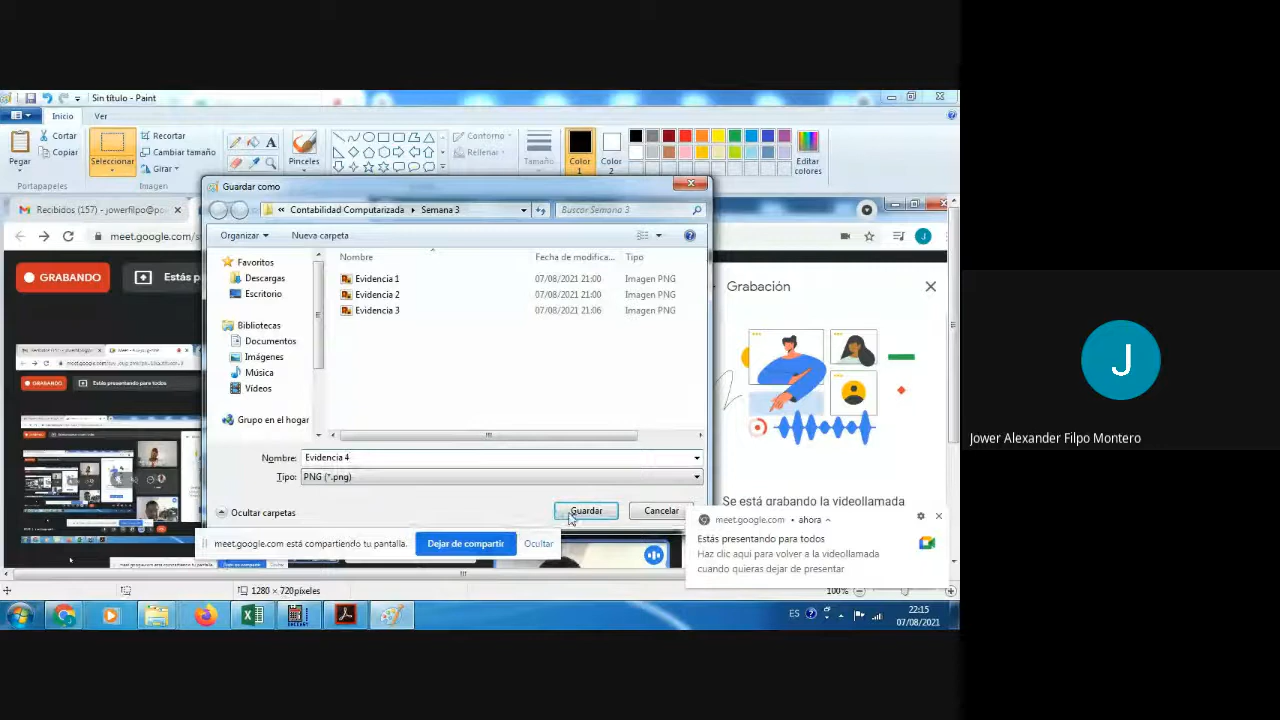 Sin título - Paint
Inicio
Ver
Pegar
Cortar
Copiar
Portapapeles
Seleccionar
Recortar
Cambiar tamaño
Girar
Imagen
Pinceles
Contorno
Rellenar
Tamaño
Color 1
Color 2
Editar colores
Guardar como
Recibidos (157) - jowerfilpo@pc
Contabilidad Computarizada
Semana 3
Buscar Semana 3
meet.google.com/s
Organizar
Nueva carpeta
J
GRABANDO
Estás p
Nombre
Fecha de modifica...
Tipo
Favoritos
Descargas
Escritorio
Bibliotecas
Documentos
Imágenes
Música
Vídeos
Grupo en el hogar
Evidencia 1
07/08/2021 21:00
Imagen PNG
Evidencia 2
07/08/2021 21:00
Imagen PNG
Evidencia 3
07/08/2021 21:06
Imagen PNG
Grabación
GRABANDO
Estás presentando para todos
Nombre: Evidencia 4
Tipo: PNG (*.png)
Ocultar carpetas
Guardar
Cancelar
Se está grabando la videollamada
meet.google.com está compartiendo tu pantalla.
Dejar de compartir
Ocultar
meet.google.com • ahora
Estás presentando para todos
Haz clic aquí para volver a la videollamada
cuando quieras dejar de presentar
1280 × 720píxeles
100%
ES
22:15
07/08/2021
J
Jower Alexander Filpo Montero